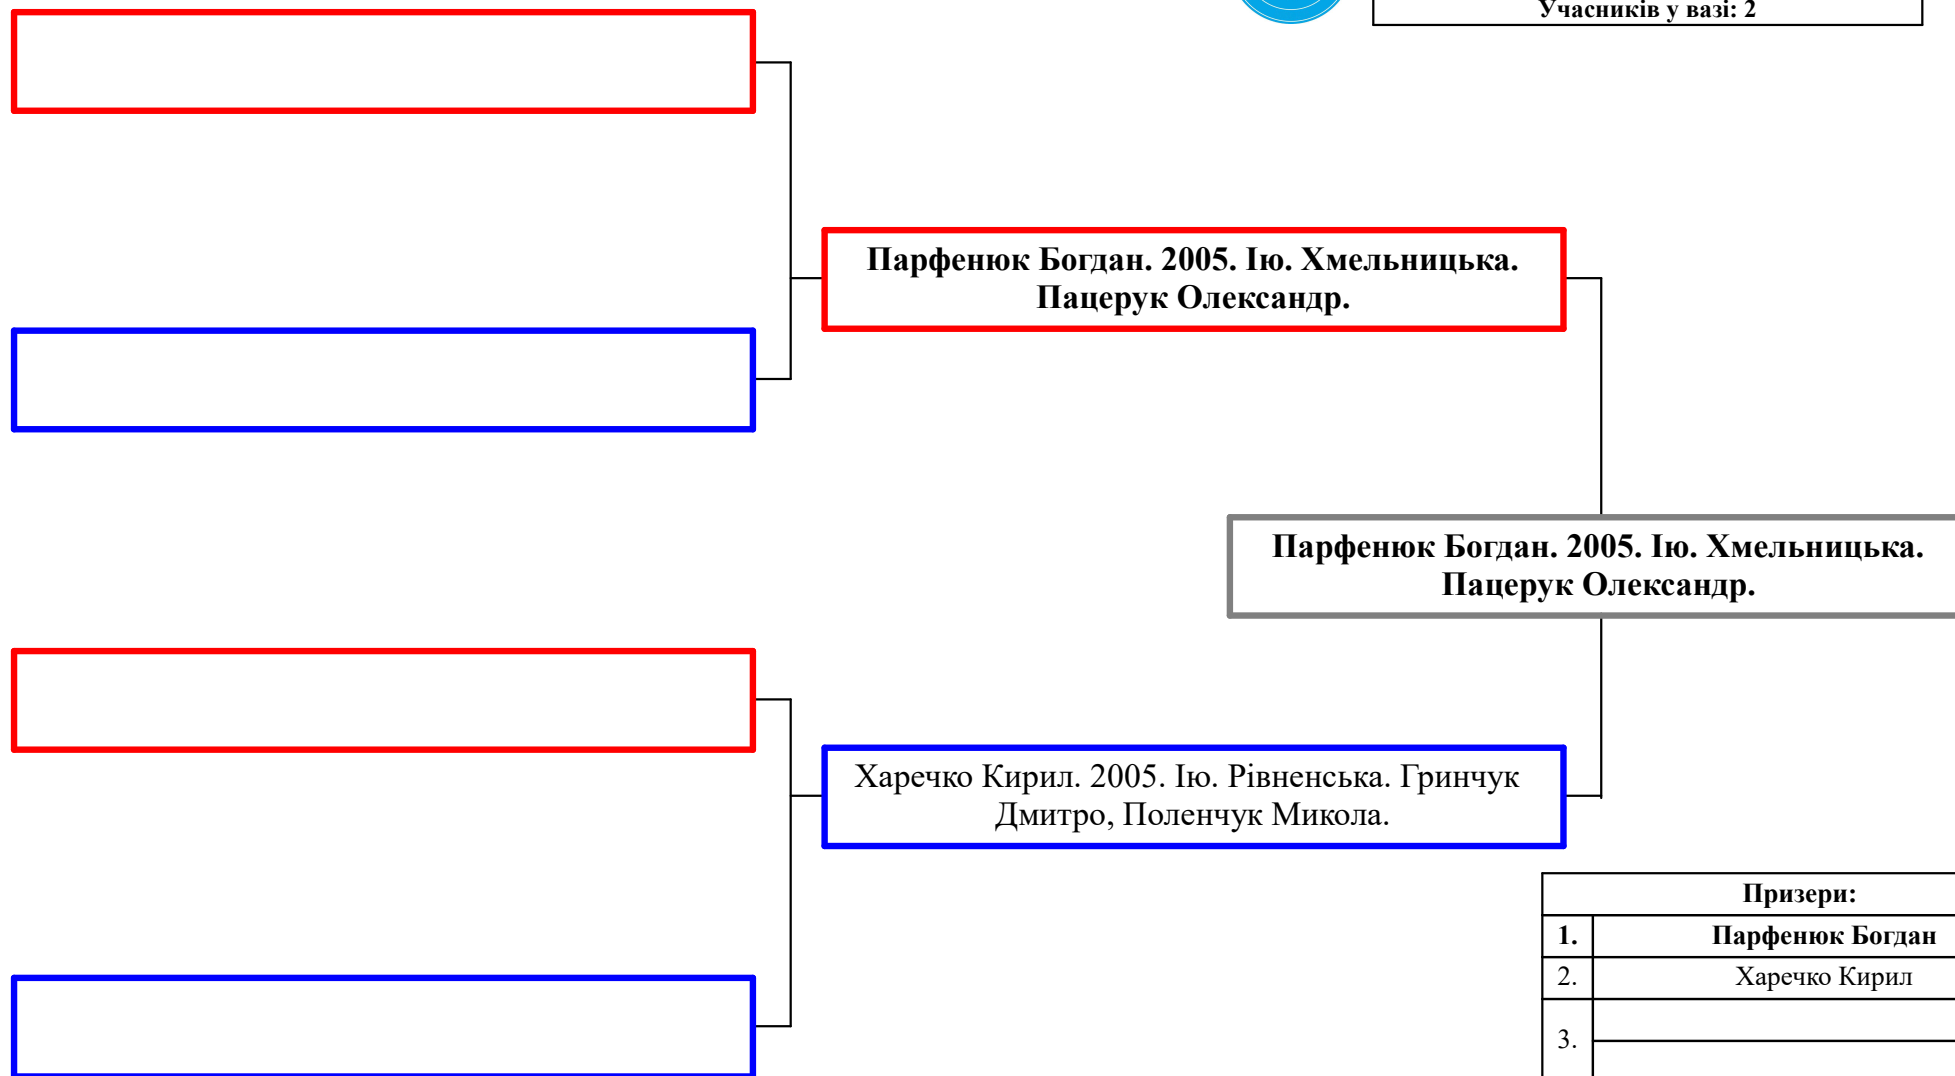 Учасників у вазі: 2
Парфенюк Богдан. 2005. Ію. Хмельницька.
Пацерук Олександр.
Парфенюк Богдан. 2005. Ію. Хмельницька.
Пацерук Олександр.
Харечко Кирил. 2005. Ію. Рівненська. Гринчук
Дмитро, Поленчук Микола.
Призери:
1. Парфенюк Богдан
2. Харечко Кирил
3.